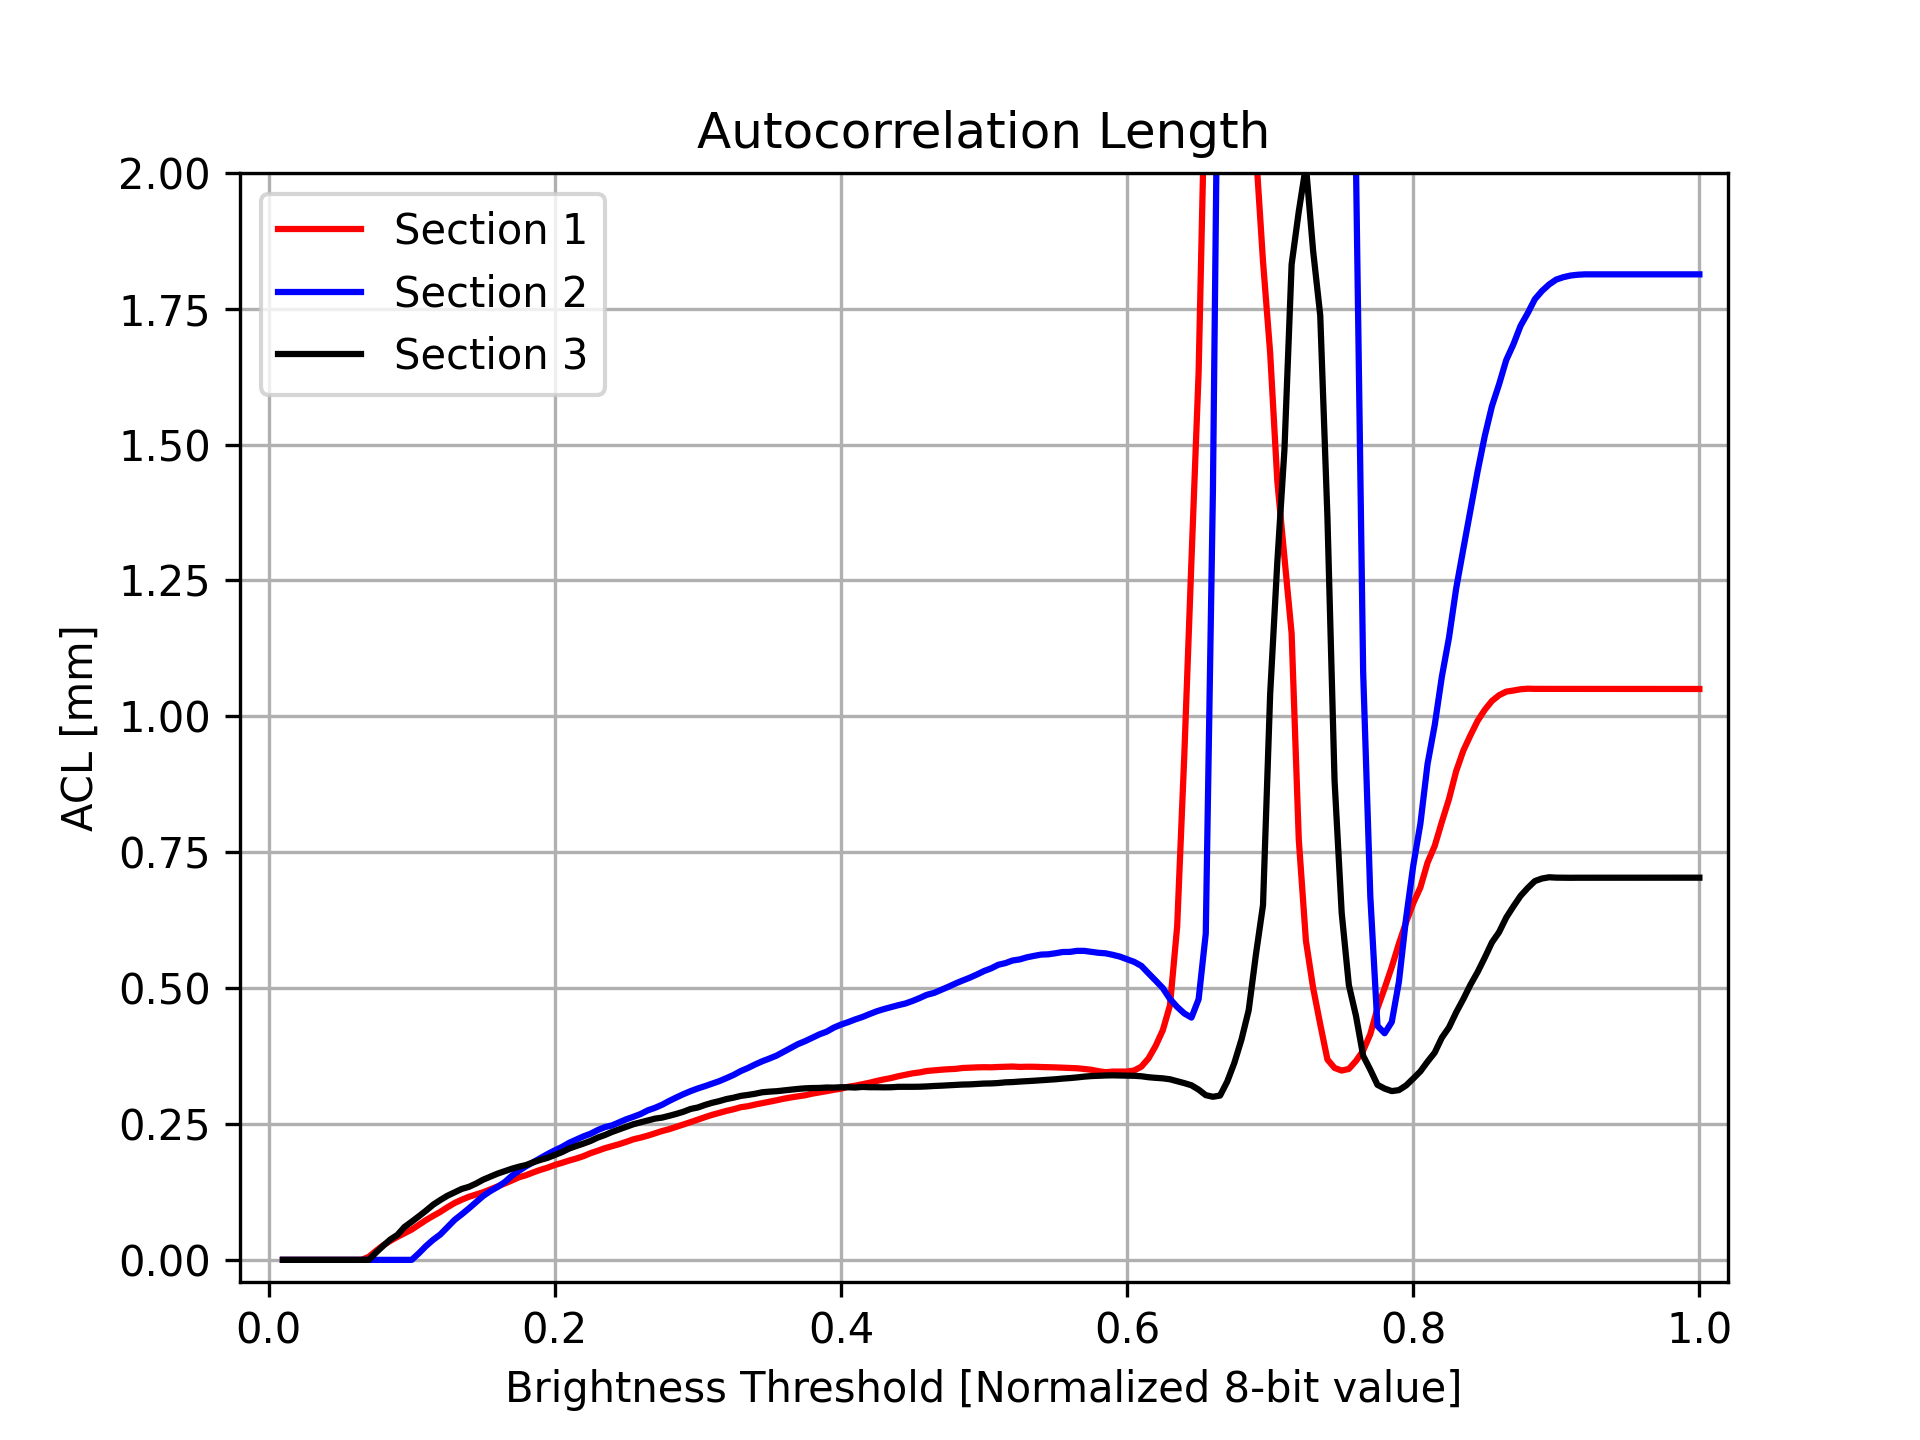 Autocorrelation Length
2.00
1.75
1.50
1.25
1.00
0.75
0.50
0.25
0.00
ACL [mm]
Section 1
Section 2
Section 3
0.0 0.2 0.4 0.6 0.8 1.0
Brightness Threshold [Normalized 8-bit value]